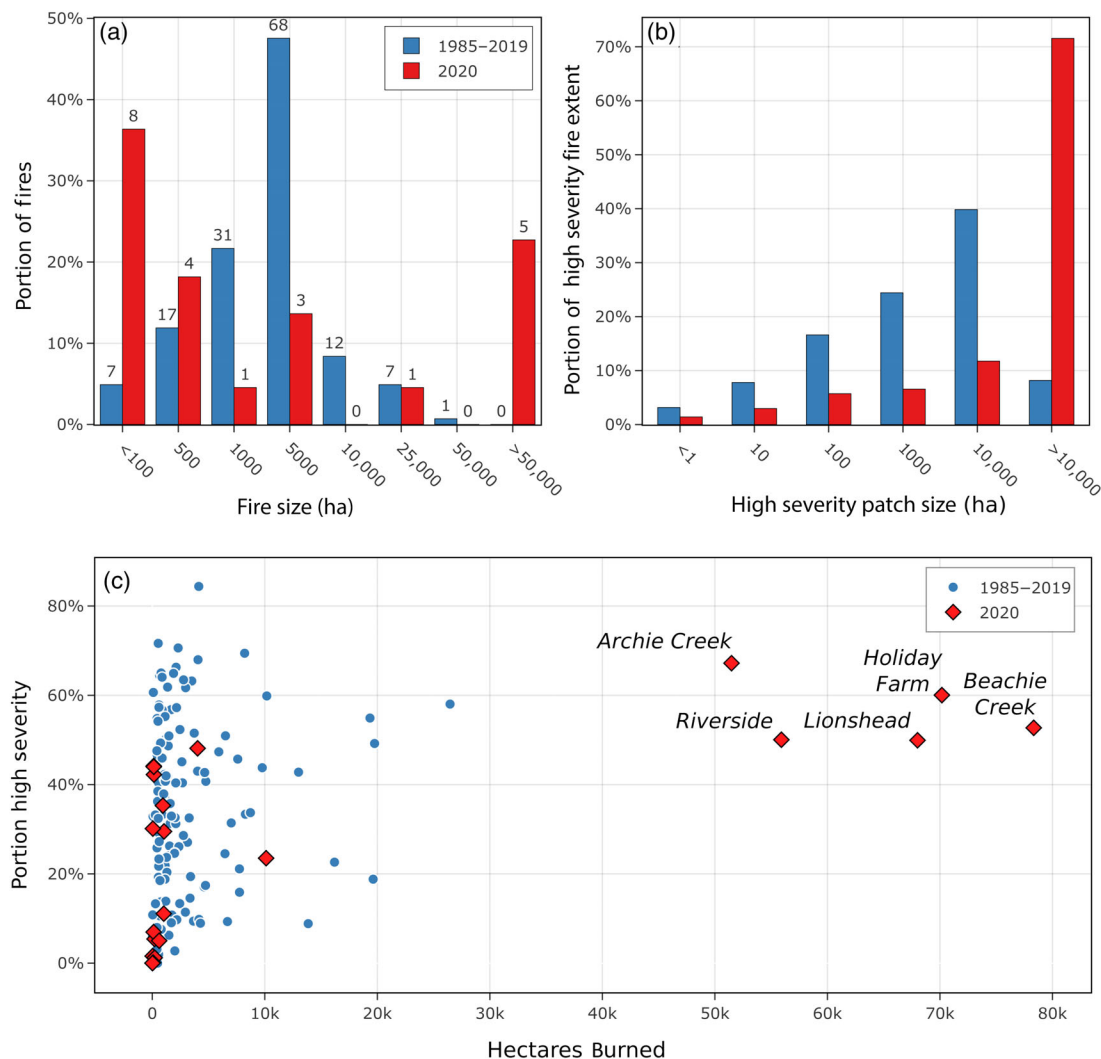 (a)
50%
40%
30%
20%
10%
0%
Portion of fires
7
8
17
4
31
1
68
3
12
0
7
1
1
0
0
5
1985–2019
2020
<100
500
1000
5000
10,000
25,000
50,000
>50,000
Fire size (ha)
(b)
70%
60%
50%
40%
30%
20%
10%
0%
Portion of high severity fire extent
<1
10
100
1000
10,000
>10,000
High severity patch size (ha)
(c)
80%
60%
40%
20%
0%
Portion high severity
1985–2019
2020
Archie Creek
Riverside
Lionshead
Holiday
Farm
Beachie
Creek
0
10k
20k
30k
40k
50k
60k
70k
80k
Hectares Burned